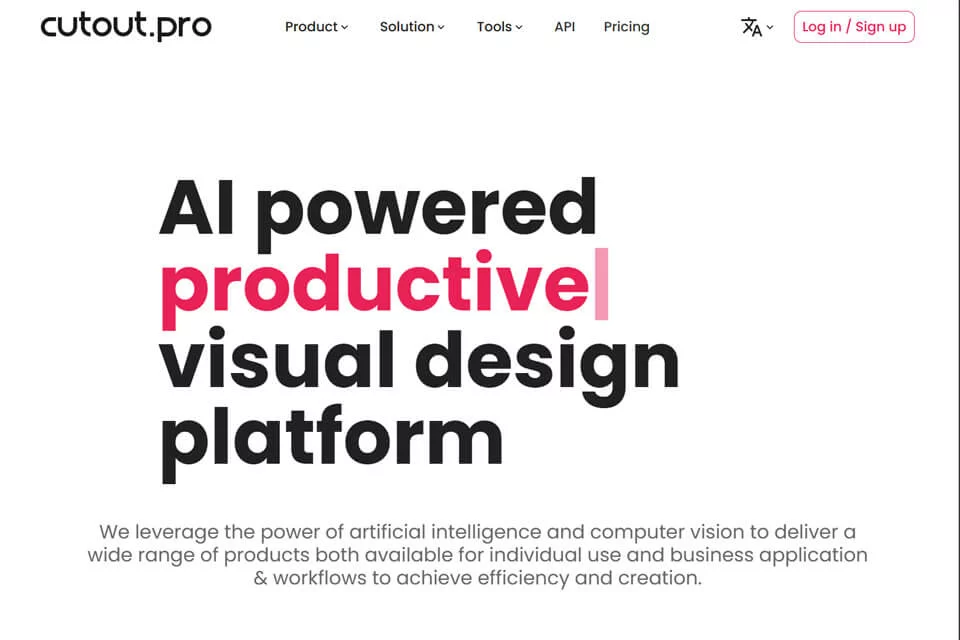 cutout.pro
Product Solution Tools API Pricing Log in / Sign up
AI powered
productive
visual design
platform
We leverage the power of artificial intelligence and computer vision to deliver a
wide range of products both available for individual use and business application
& workflows to achieve efficiency and creation.